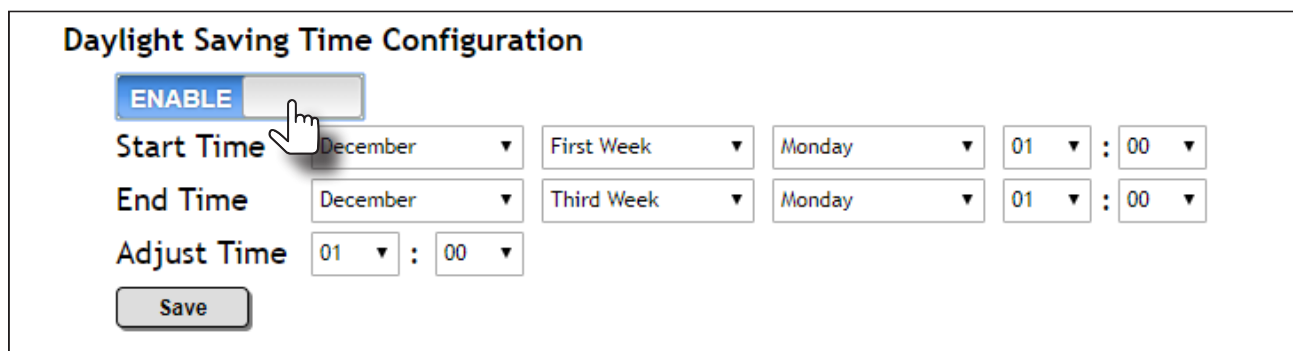 Daylight Saving Time Configuration
ENABLE
Start Time December First Week Monday 01 : 00
End Time December Third Week Monday 01 : 00
Adjust Time 01 : 00
Save